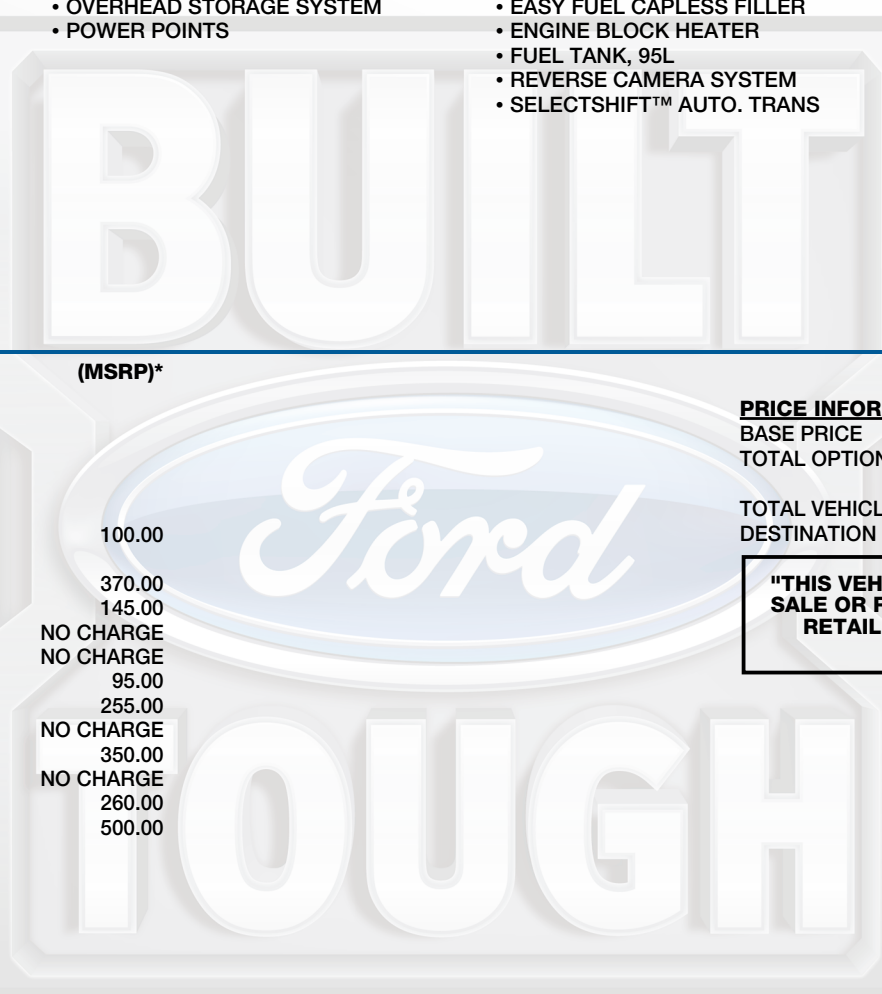 • OVERHEAD STORAGE SYSTEM
• POWER POINTS
• EASY FUEL CAPLESS FILLER
• ENGINE BLOCK HEATER
• FUEL TANK, 95L
• REVERSE CAMERA SYSTEM
• SELECTSHIFT™ AUTO. TRANS
BUILT
(MSRP)*
100.00
370.00
145.00
NO CHARGE
NO CHARGE
95.00
255.00
NO CHARGE
350.00
NO CHARGE
260.00
500.00
Ford
PRICE INFOR
BASE PRICE
TOTAL OPTION
TOTAL VEHICL
DESTINATION
"THIS VEH
SALE OR F
RETAIL
TOUGH